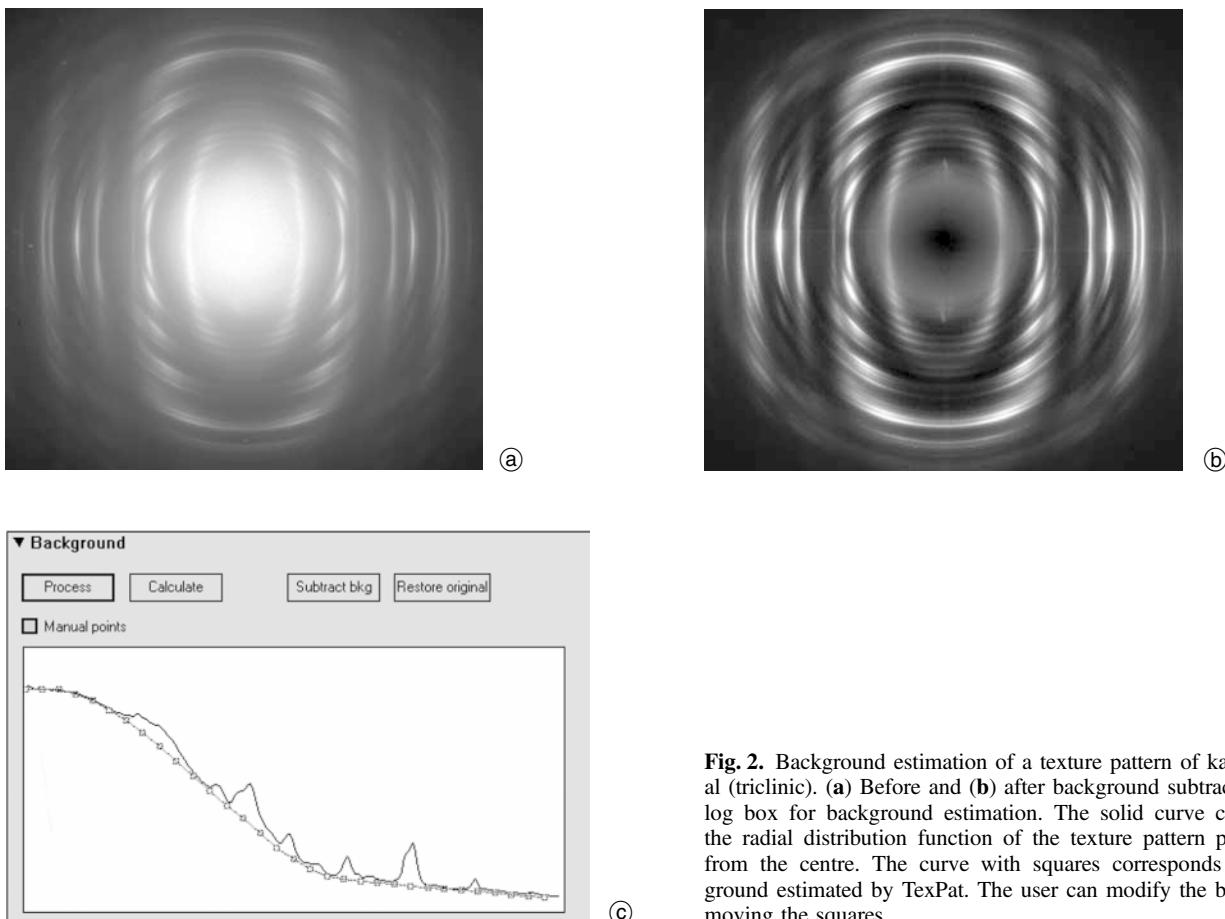 ⓐ
ⓑ
▼ Background
Process Calculate Subtract bkg Restore original
Manual points
ⓒ
Fig. 2. Background estimation of a texture pattern of ka
al (triclinic). (a) Before and (b) after background subtrac
log box for background estimation. The solid curve c
the radial distribution function of the texture pattern p
from the centre. The curve with squares corresponds
ground estimated by TexPat. The user can modify the b
moving the squares.